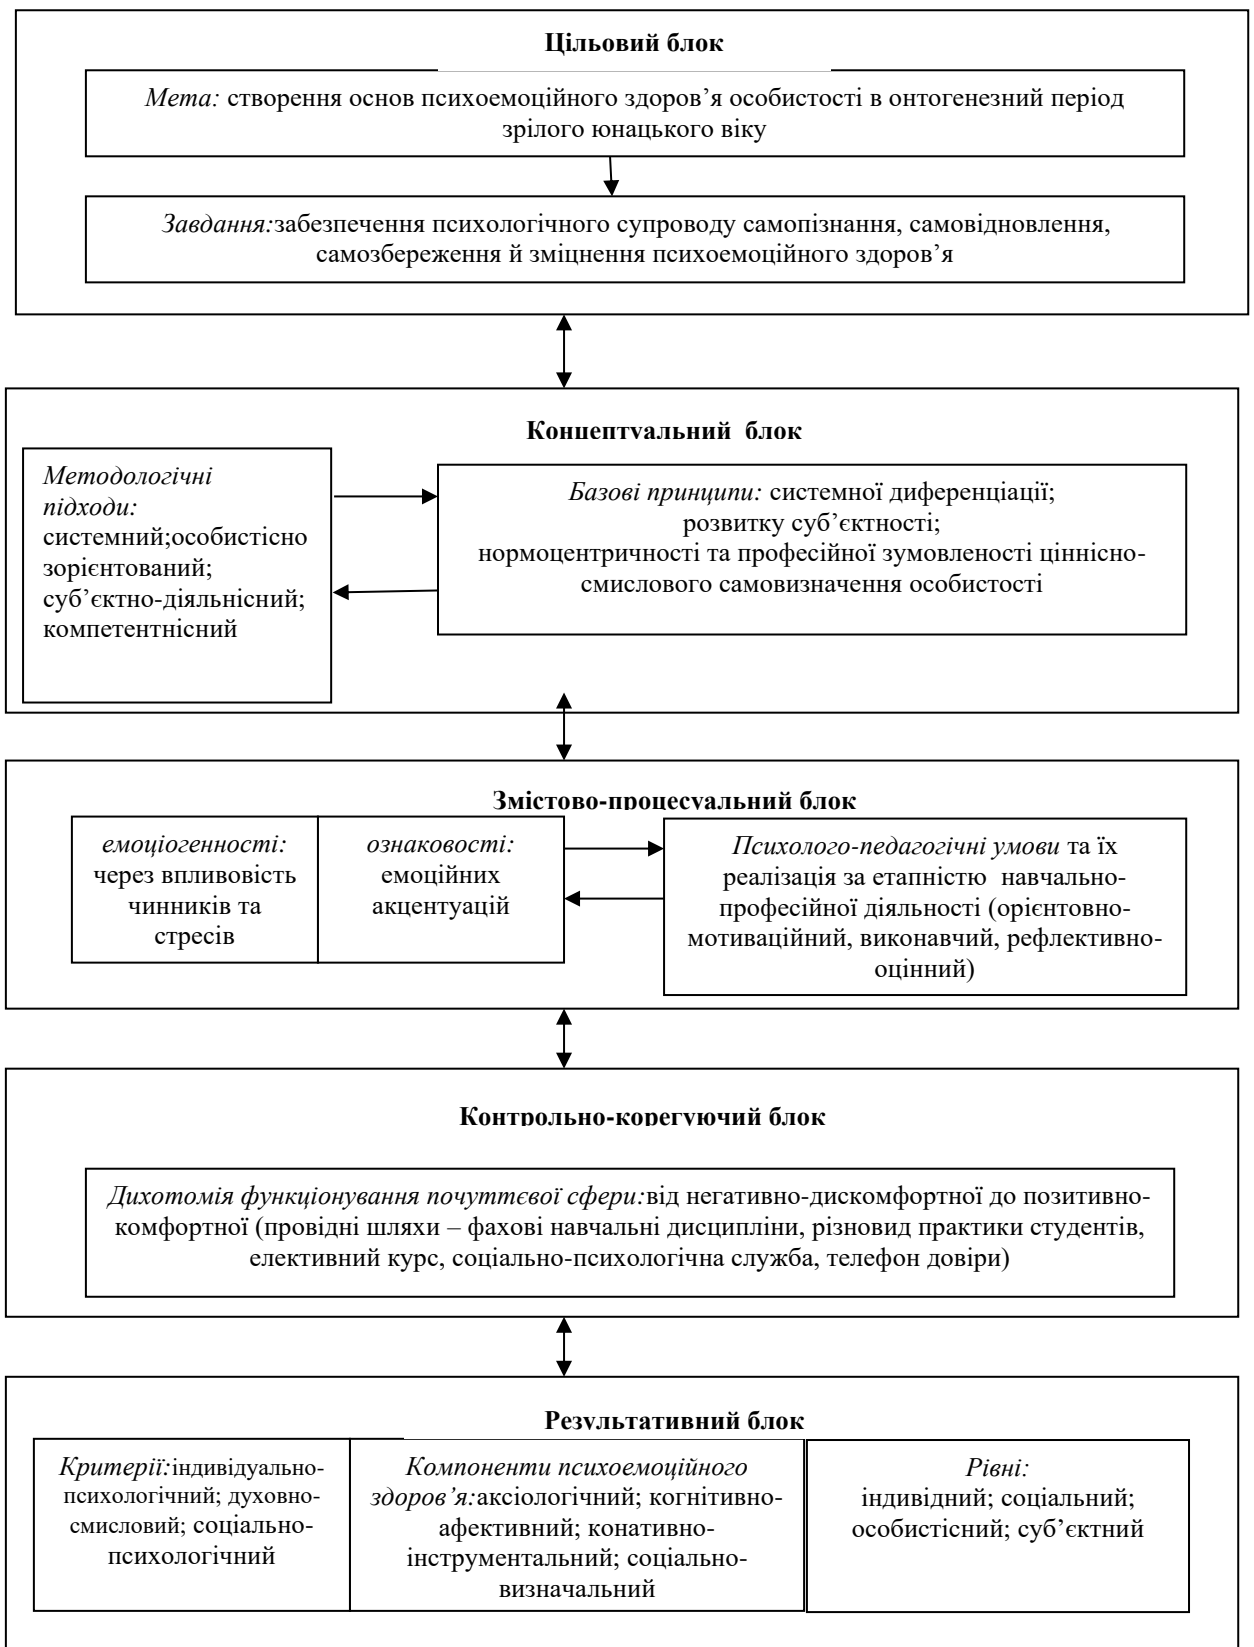 Цільовий блок
Мета: створення основ психоемоційного здоров’я особистості в онтогенезний період
зрілого юнацького віку
Завдання:забезпечення психологічного супроводу самопізнання, самовідновлення,
самозбереження й зміцнення психоемоційного здоров’я
Концептуальний блок
Методологічні
підходи:
системний;особистісно
зорієнтований;
суб’єктно-діяльнісний;
компетентнісний
Базові принципи: системної диференціації;
розвитку суб’єктності;
нормоцентричності та професійної зумовленості ціннісно-
смислового самовизначення особистості
Змістово-процесуальний блок
емоціогенності:
через впливовість
чинників та
стресів
ознаковості:
емоційних
акцентуацій
Психолого-педагогічні умови та їх
реалізація за етапністю навчально-
професійної діяльності (орієнтовно-
мотиваційний, виконавчий, рефлективно-
оцінний)
Контрольно-корегуючий блок
Дихотомія функціонування почуттєвої сфери:від негативно-дискомфортної до позитивно-
комфортної (провідні шляхи – фахові навчальні дисципліни, різновид практики студентів,
елективний курс, соціально-психологічна служба, телефон довіри)
Результативний блок
Критерії:індивідуально-
психологічний; духовно-
смисловий; соціально-
психологічний
Компоненти психоемоційного
здоров’я:аксіологічний; когнітивно-
афективний; конативно-
інструментальний; соціально-
визначальний
Рівні:
індивідний; соціальний;
особистісний; суб’єктний